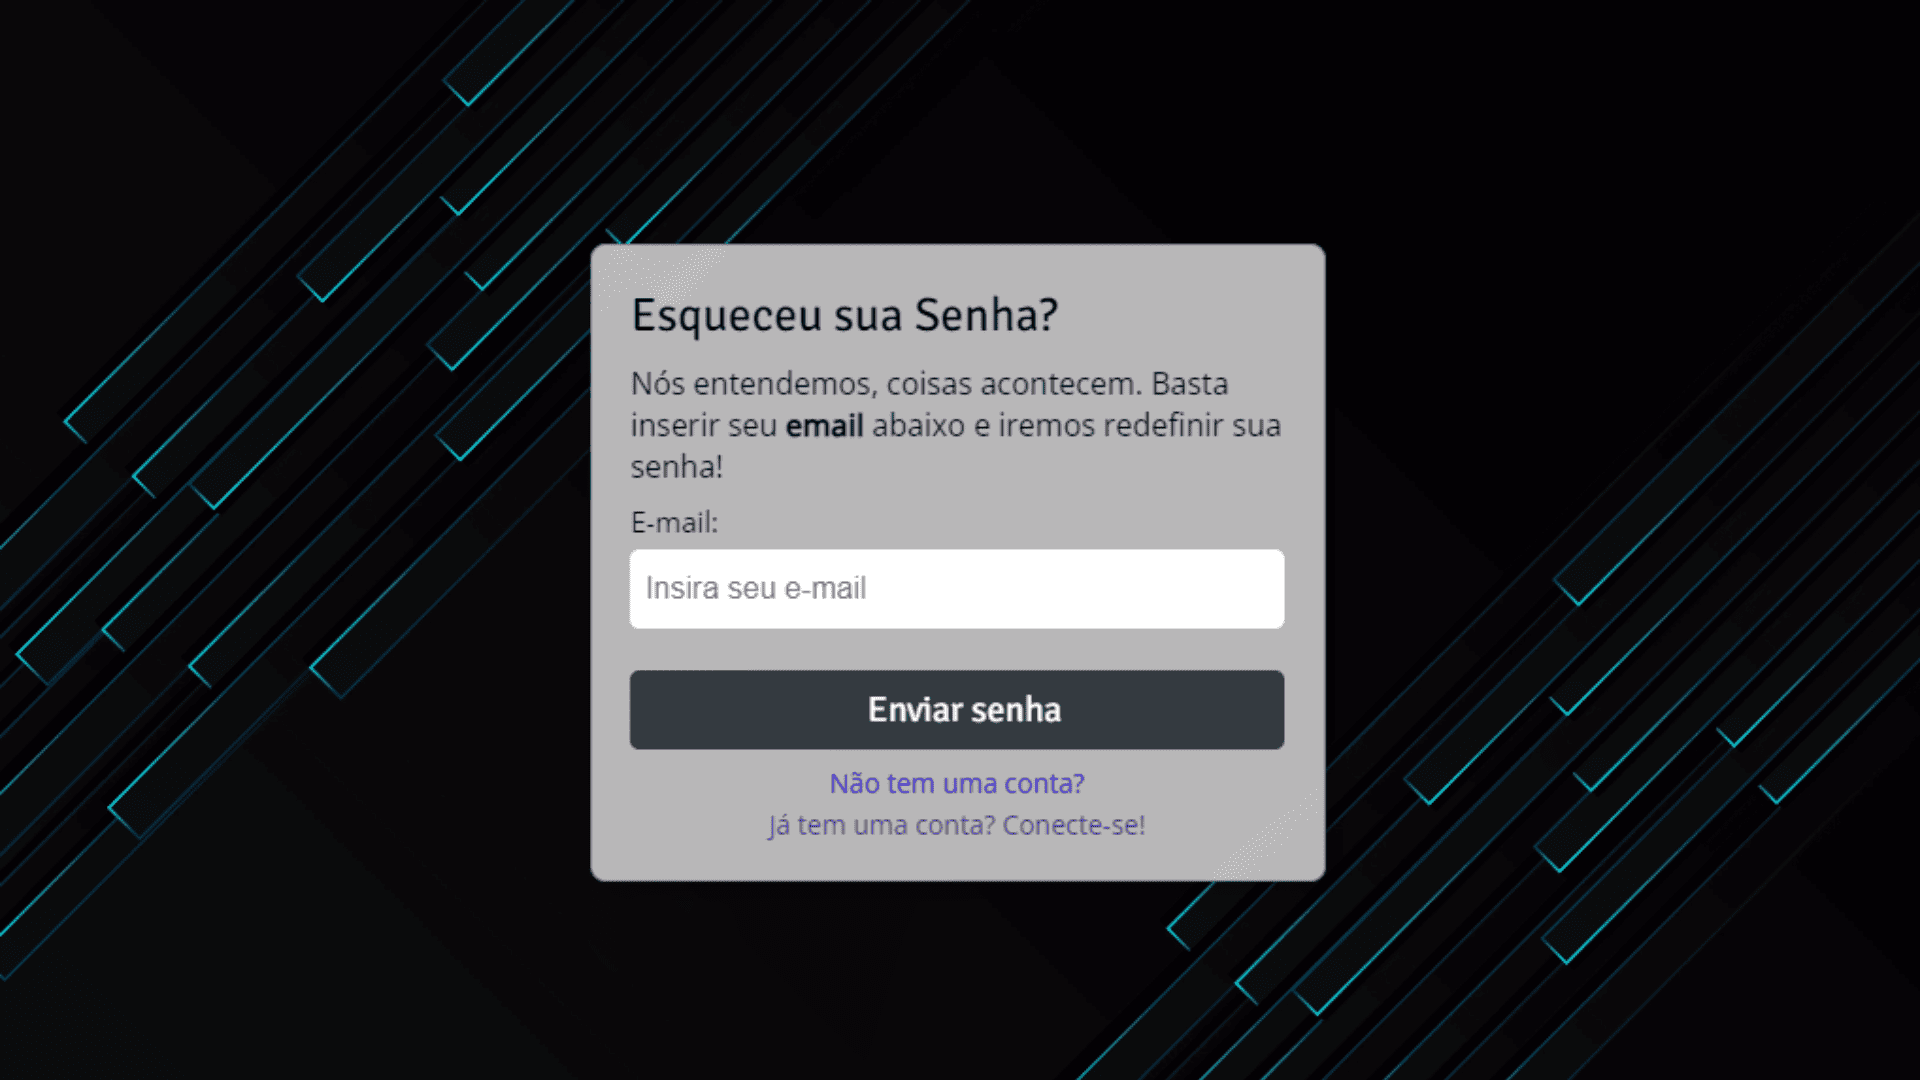 Esqueceu sua Senha?
Nós entendemos, coisas acontecem. Basta
inserir seu email abaixo e iremos redefinir sua
senha!
E-mail:
Insira seu e-mail
Enviar senha
Não tem uma conta?
Já tem uma conta? Conecte-se!